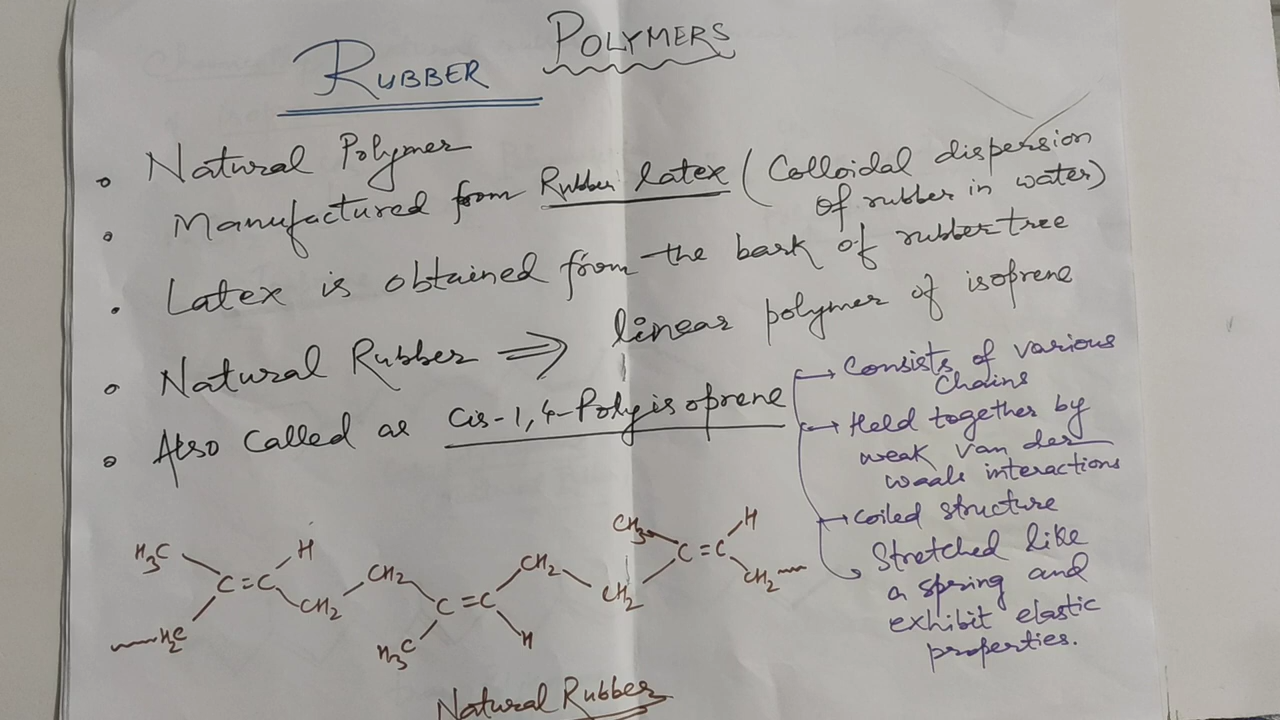 POLYMERS
RUBBER
• Natural Polymer
• Manufactured from Rubber latex (Colloidal dispersion
of rubber in water)
• Latex is obtained from the bark of rubber tree
• Natural Rubber ⇒ linear polymer of isoprene
• Also called as Cis-1,4-Polyisoprene
→ Consists of various
Chains
→ Held together by
weak Van der
waals interactions
→ Coiled structure
Stretched like
a spring and
exhibit elastic
properties.
H₃C H CH₂ CH₃ H
C=C CH₂ C=C CH₂ C=C
H₂C CH₂ H₃C H CH₂ CH₂
Natural Rubber